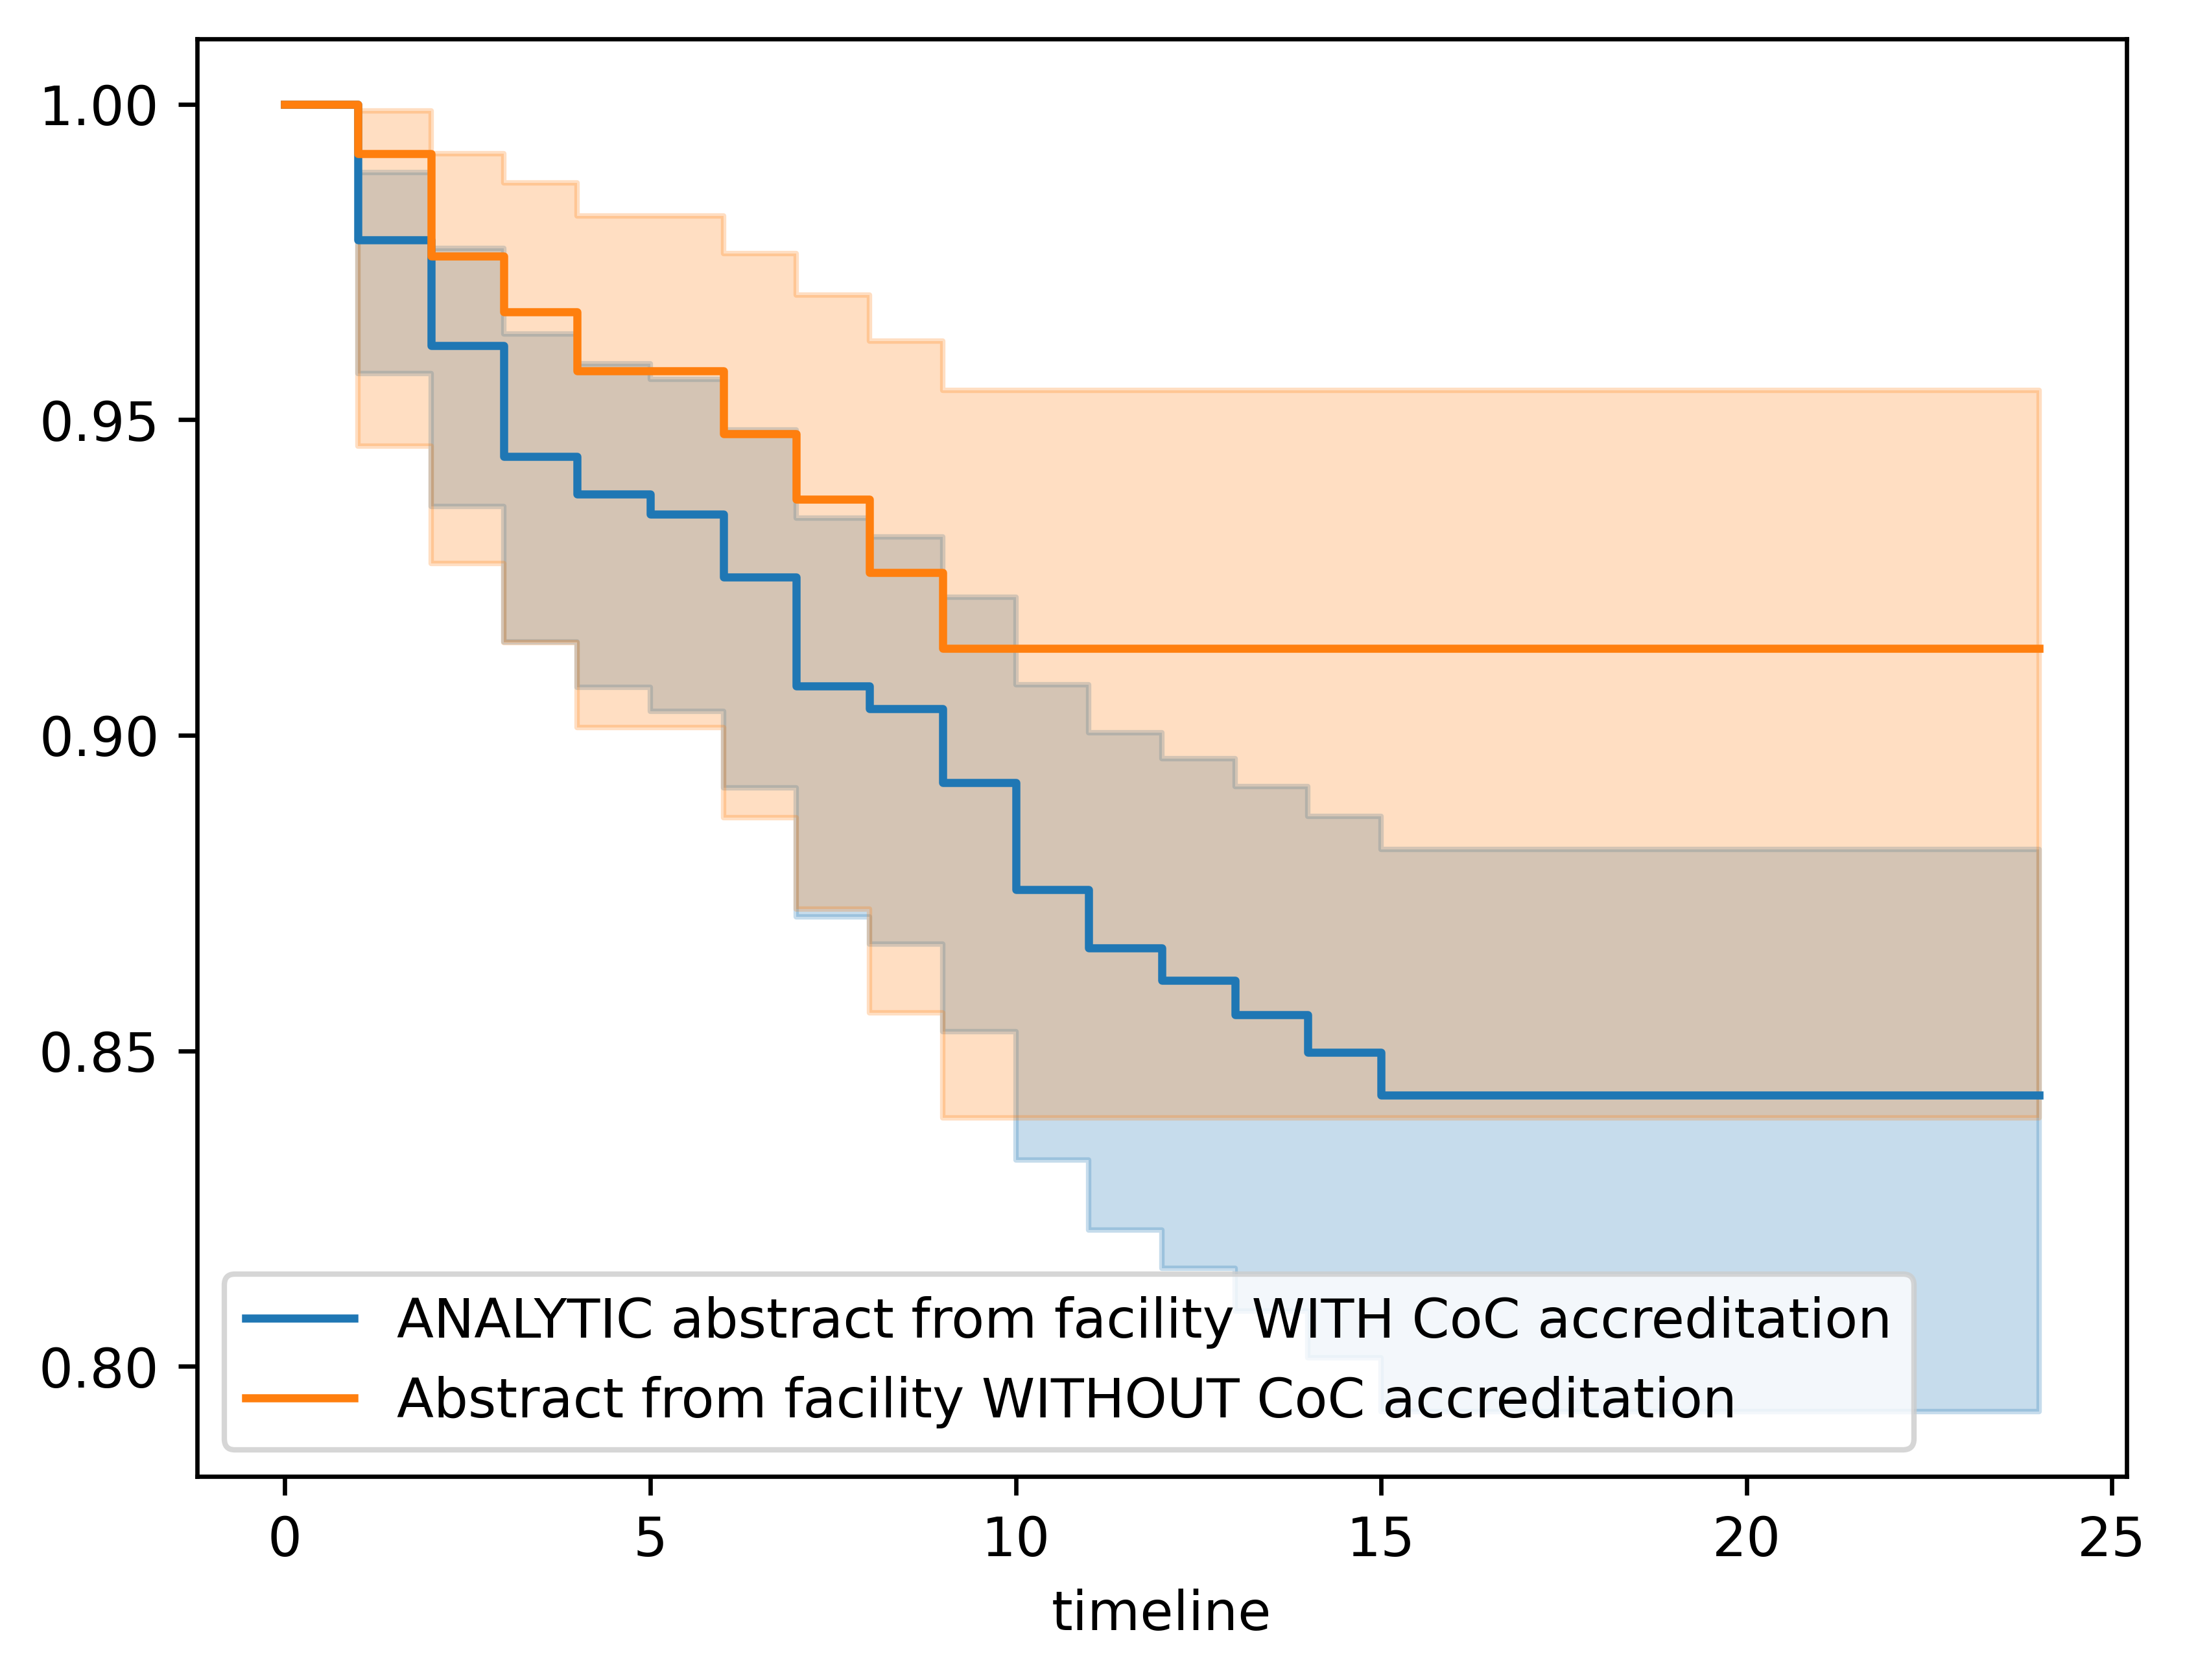 1.00
0.95
0.90
0.85
0.80
ANALYTIC abstract from facility WITH CoC accreditation
Abstract from facility WITHOUT CoC accreditation
0 5 10 15 20 25
timeline